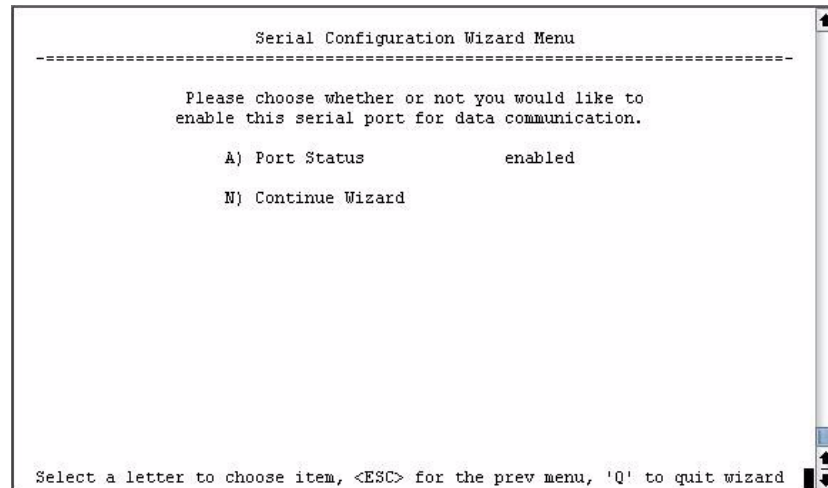 Serial Configuration Wizard Menu
-==========================================================================-
Please choose whether or not you would like to
enable this serial port for data communication.
A) Port Status enabled
N) Continue Wizard
Select a letter to choose item, <ESC> for the prev menu, 'Q' to quit wizard